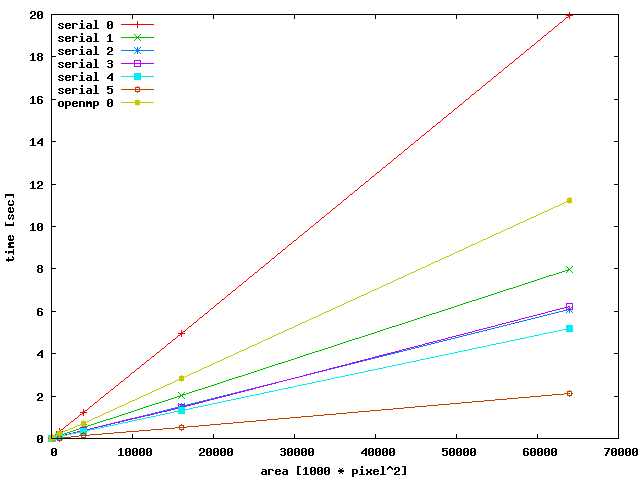 20
18
16
14
12
10
8
6
4
2
0
time [sec]
serial 0
serial 1
serial 2
serial 3
serial 4
serial 5
openmp 0
0 10000 20000 30000 40000 50000 60000 70000
area [1000 * pixel^2]